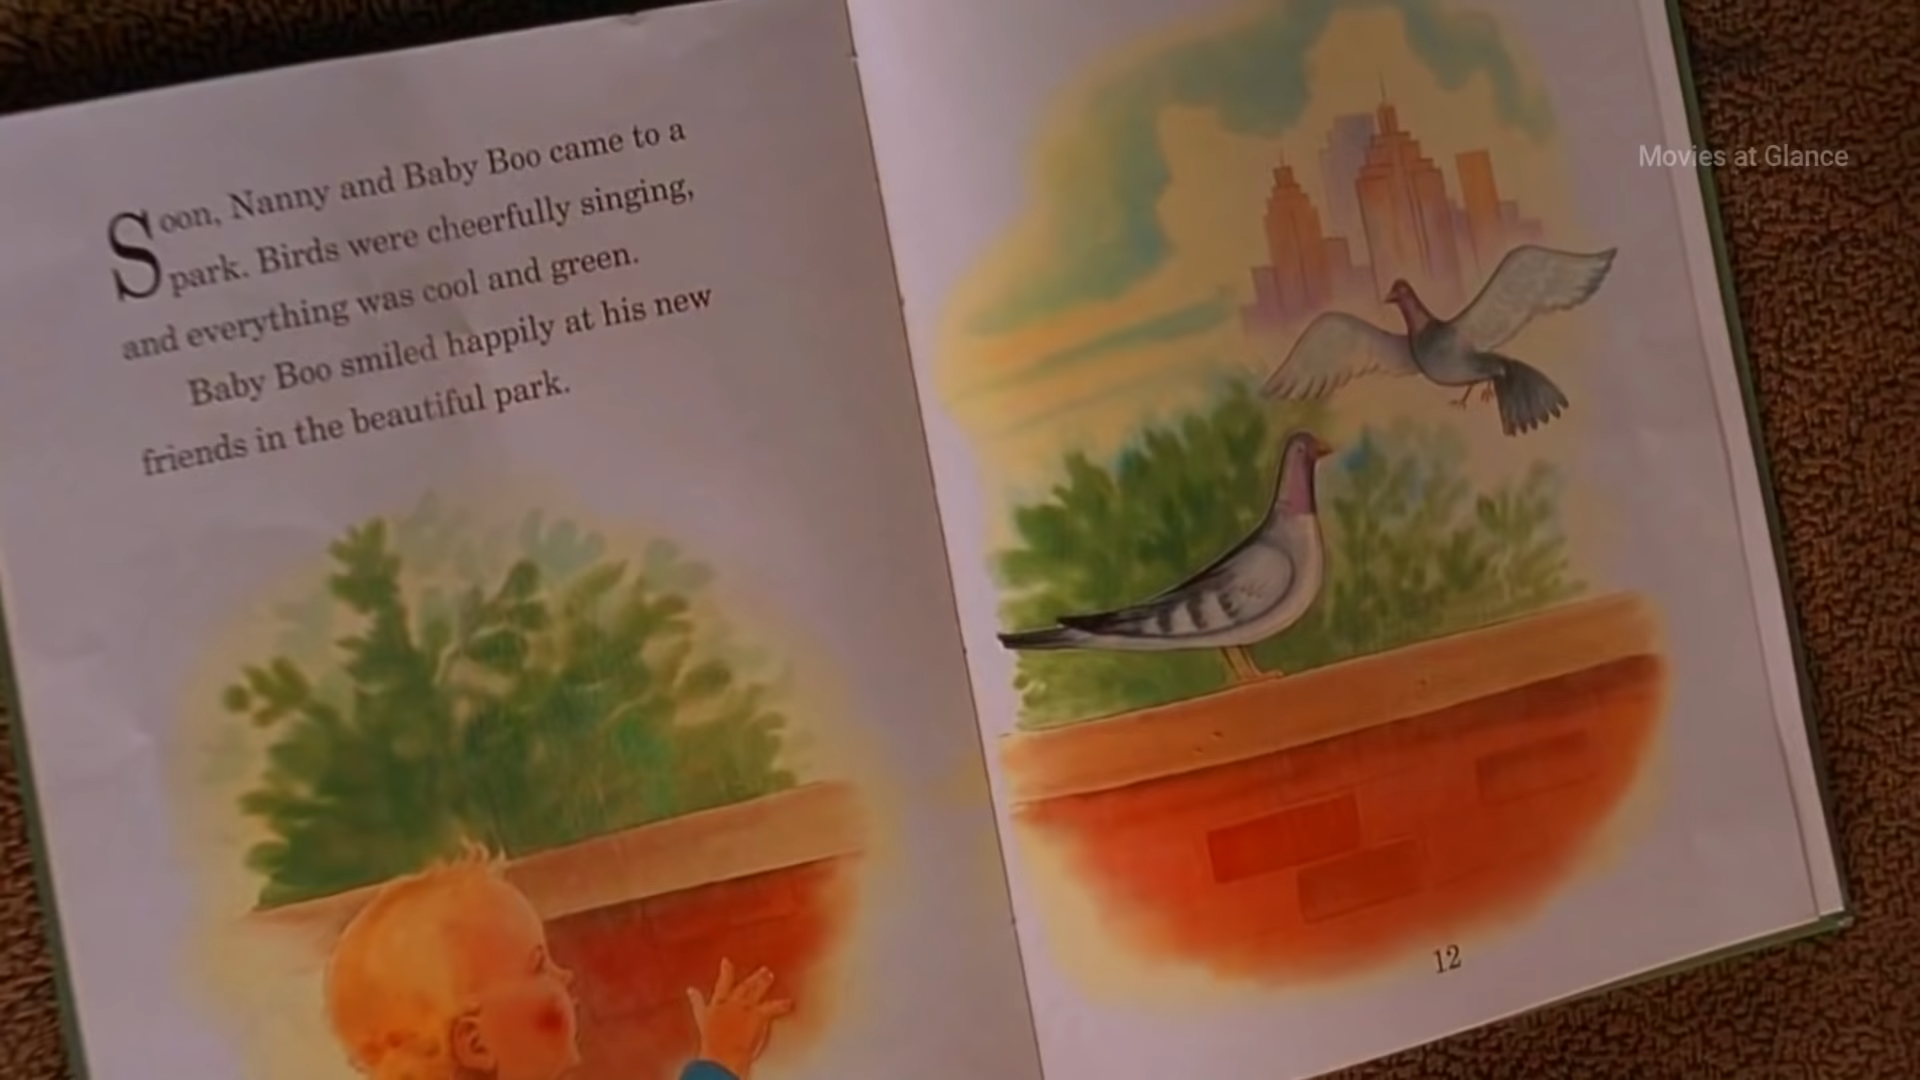 Soon, Nanny and Baby Boo came to a
park. Birds were cheerfully singing,
and everything was cool and green.
Baby Boo smiled happily at his new
friends in the beautiful park.
Movies at Glance
12